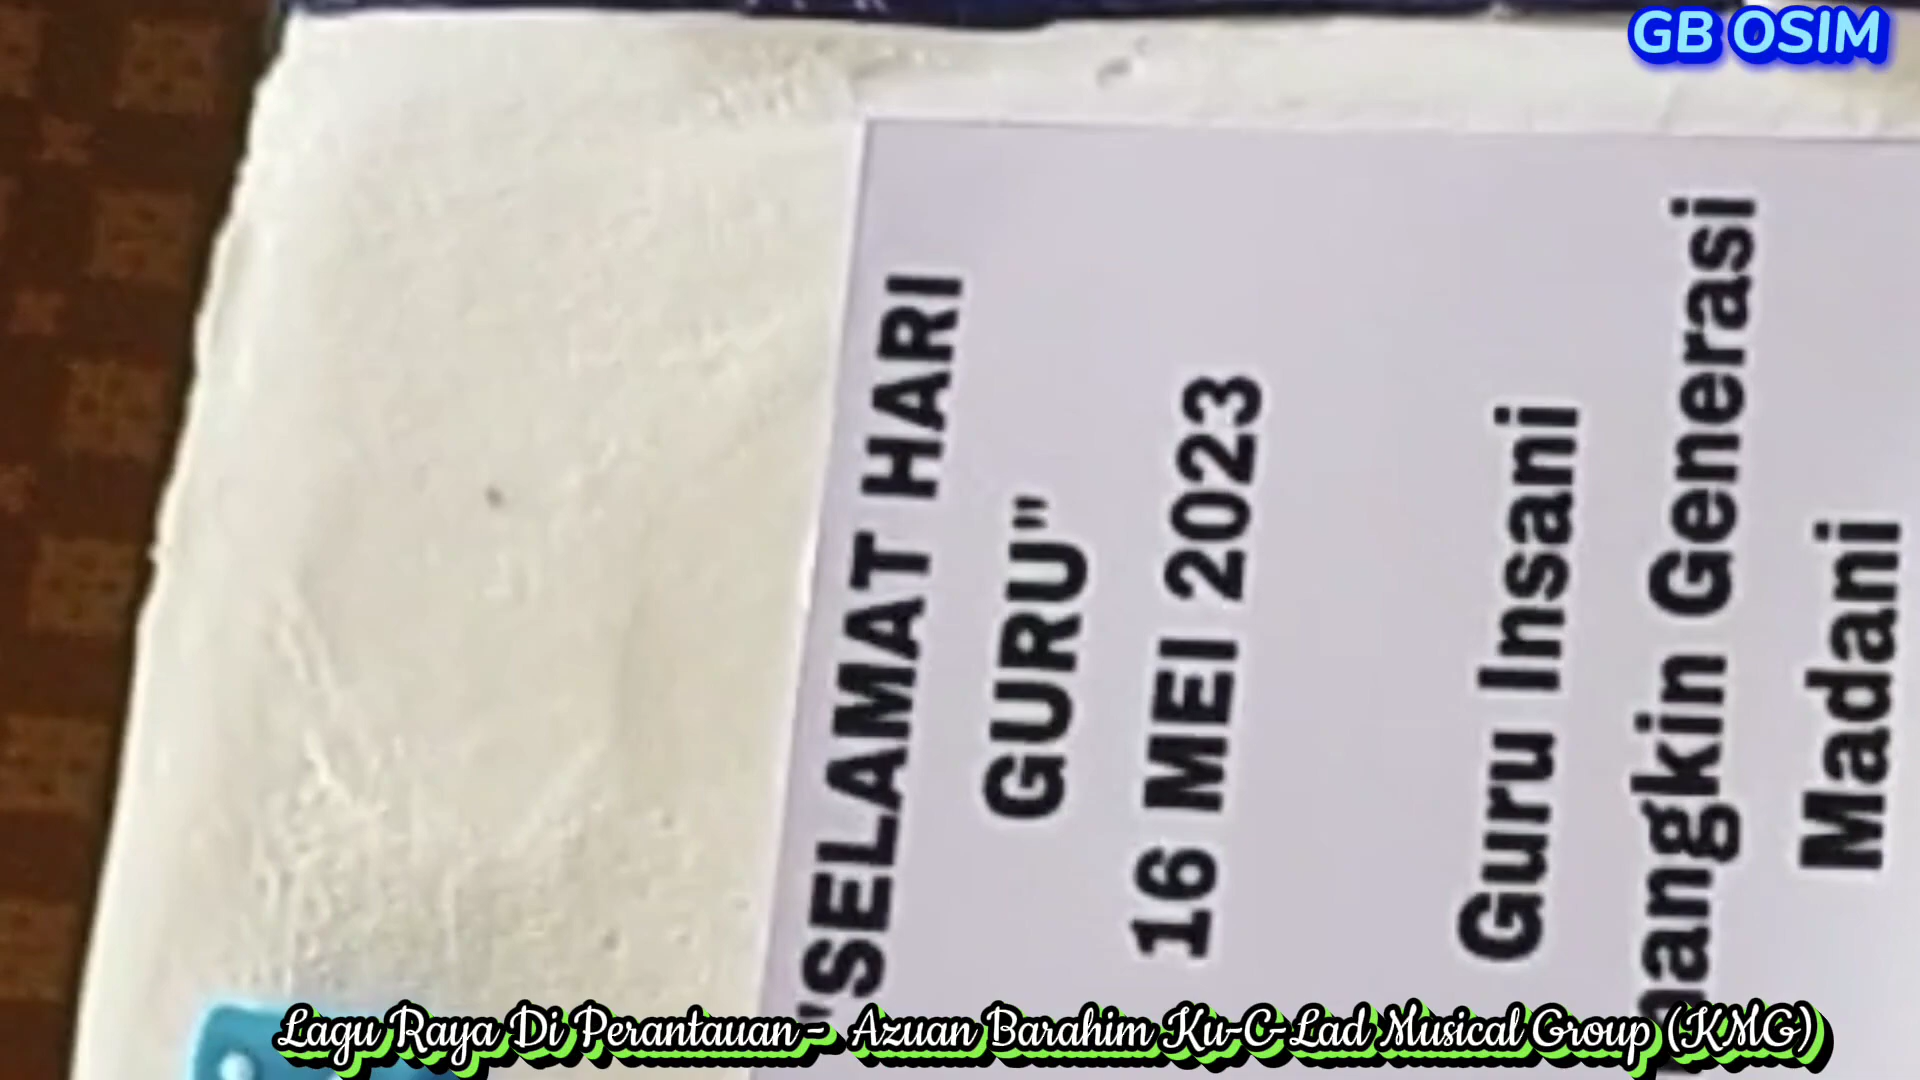 GB OSIM
"SELAMAT HARI
GURU"
16 MEI 2023
Guru Insani
Generasi
Madani
Lagu Raya Di Perantauan - Azuan Barahim Ku-C-Lad Musical Group (KMG)